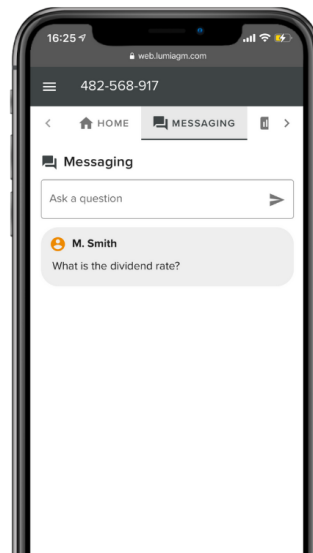 16:25
web.lumiagm.com
482-568-917
HOME
MESSAGING
Messaging
Ask a question
M. Smith
What is the dividend rate?